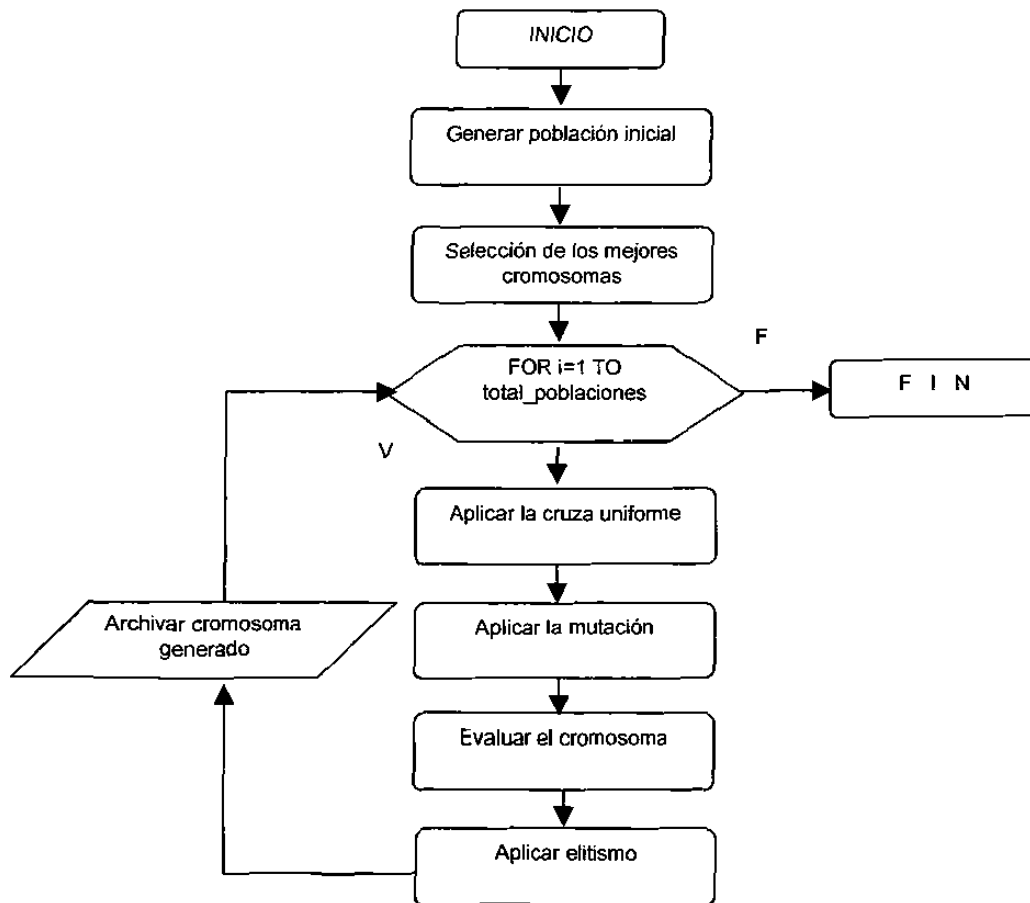 INICIO
Generar población inicial
Selección de los mejores
cromosomas
FOR i=1 TO
total_poblaciones
F
F I N
V
Aplicar la cruza uniforme
Archivar cromosoma
generado
Aplicar la mutación
Evaluar el cromosoma
Aplicar elitismo